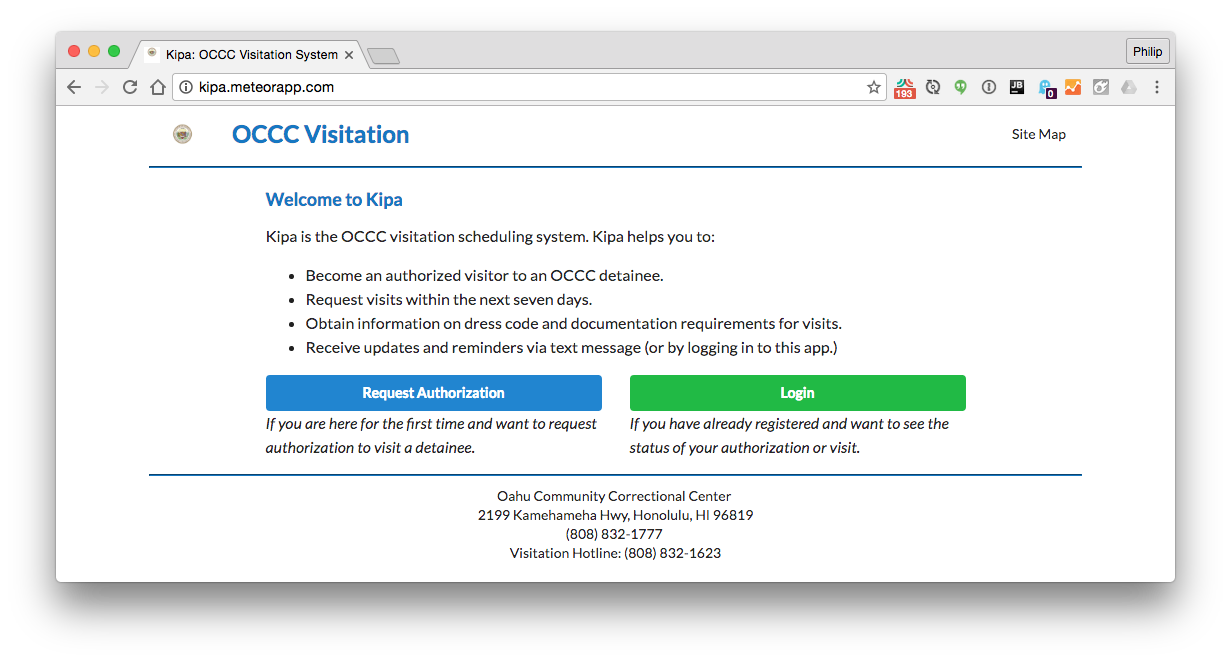 Kipa: OCCC Visitation System
Philip
kipa.meteorapp.com
193
JB
0
OCCC Visitation
Site Map
Welcome to Kipa
Kipa is the OCCC visitation scheduling system. Kipa helps you to:
• Become an authorized visitor to an OCCC detainee.
• Request visits within the next seven days.
• Obtain information on dress code and documentation requirements for visits.
• Receive updates and reminders via text message (or by logging in to this app.)
Request Authorization
Login
If you are here for the first time and want to request
authorization to visit a detainee.
If you have already registered and want to see the
status of your authorization or visit.
Oahu Community Correctional Center
2199 Kamehameha Hwy, Honolulu, HI 96819
(808) 832-1777
Visitation Hotline: (808) 832-1623